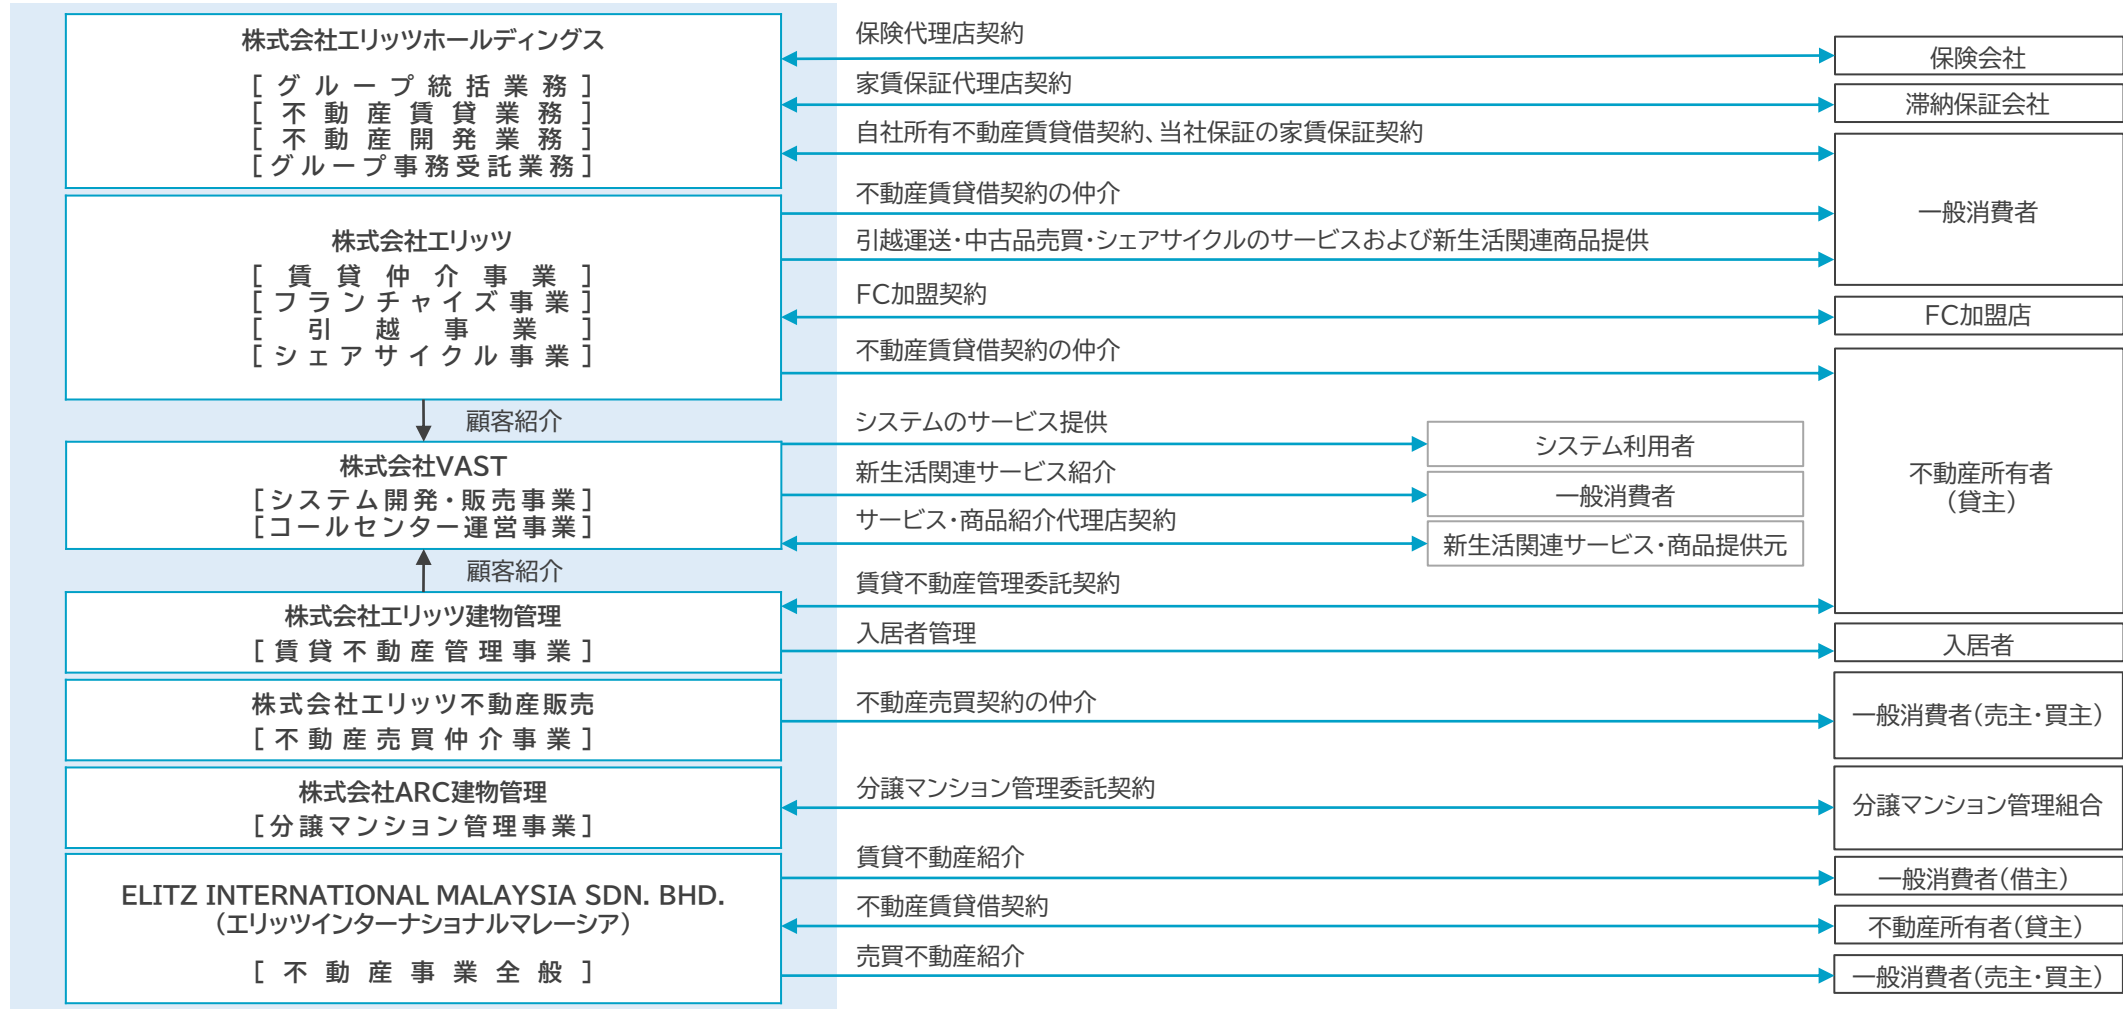 株式会社エリッツホールディングス
[グループ統括業務]
[不動産賃貸業務]
[不動産開発業務]
[グループ事務受託業務]
保険代理店契約
保険会社
家賃保証代理店契約
滞納保証会社
自社所有不動産賃貸借契約、当社保証の家賃保証契約
一般消費者
株式会社エリッツ
[賃貸仲介事業]
[フランチャイズ事業]
[引越事業]
[シェアサイクル事業]
不動産賃貸借契約の仲介
引越運送・中古品売買・シェアサイクルのサービスおよび新生活関連商品提供
FC加盟契約
FC加盟店
不動産賃貸借契約の仲介
不動産所有者
(貸主)
顧客紹介
株式会社VAST
[システム開発・販売事業]
[コールセンター運営事業]
システムのサービス提供
システム利用者
新生活関連サービス紹介
一般消費者
サービス・商品紹介代理店契約
新生活関連サービス・商品提供元
顧客紹介
株式会社エリッツ建物管理
[賃貸不動産管理事業]
賃貸不動産管理委託契約
入居者管理
入居者
株式会社エリッツ不動産販売
[不動産売買仲介事業]
不動産売買契約の仲介
一般消費者(売主・買主)
株式会社ARC建物管理
[分譲マンション管理事業]
分譲マンション管理委託契約
分譲マンション管理組合
ELITZ INTERNATIONAL MALAYSIA SDN. BHD.
(エリッツインターナショナルマレーシア)
[不動産事業全般]
賃貸不動産紹介
一般消費者(借主)
不動産賃貸借契約
不動産所有者(貸主)
売買不動産紹介
一般消費者(売主・買主)